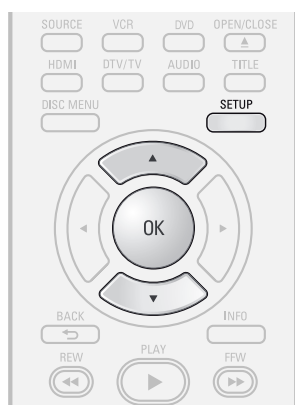 SOURCE VCR DVD OPEN/CLOSE
HDMI DTV/TV AUDIO TITLE
DISC MENU SETUP
OK
BACK INFO
REW PLAY FFW